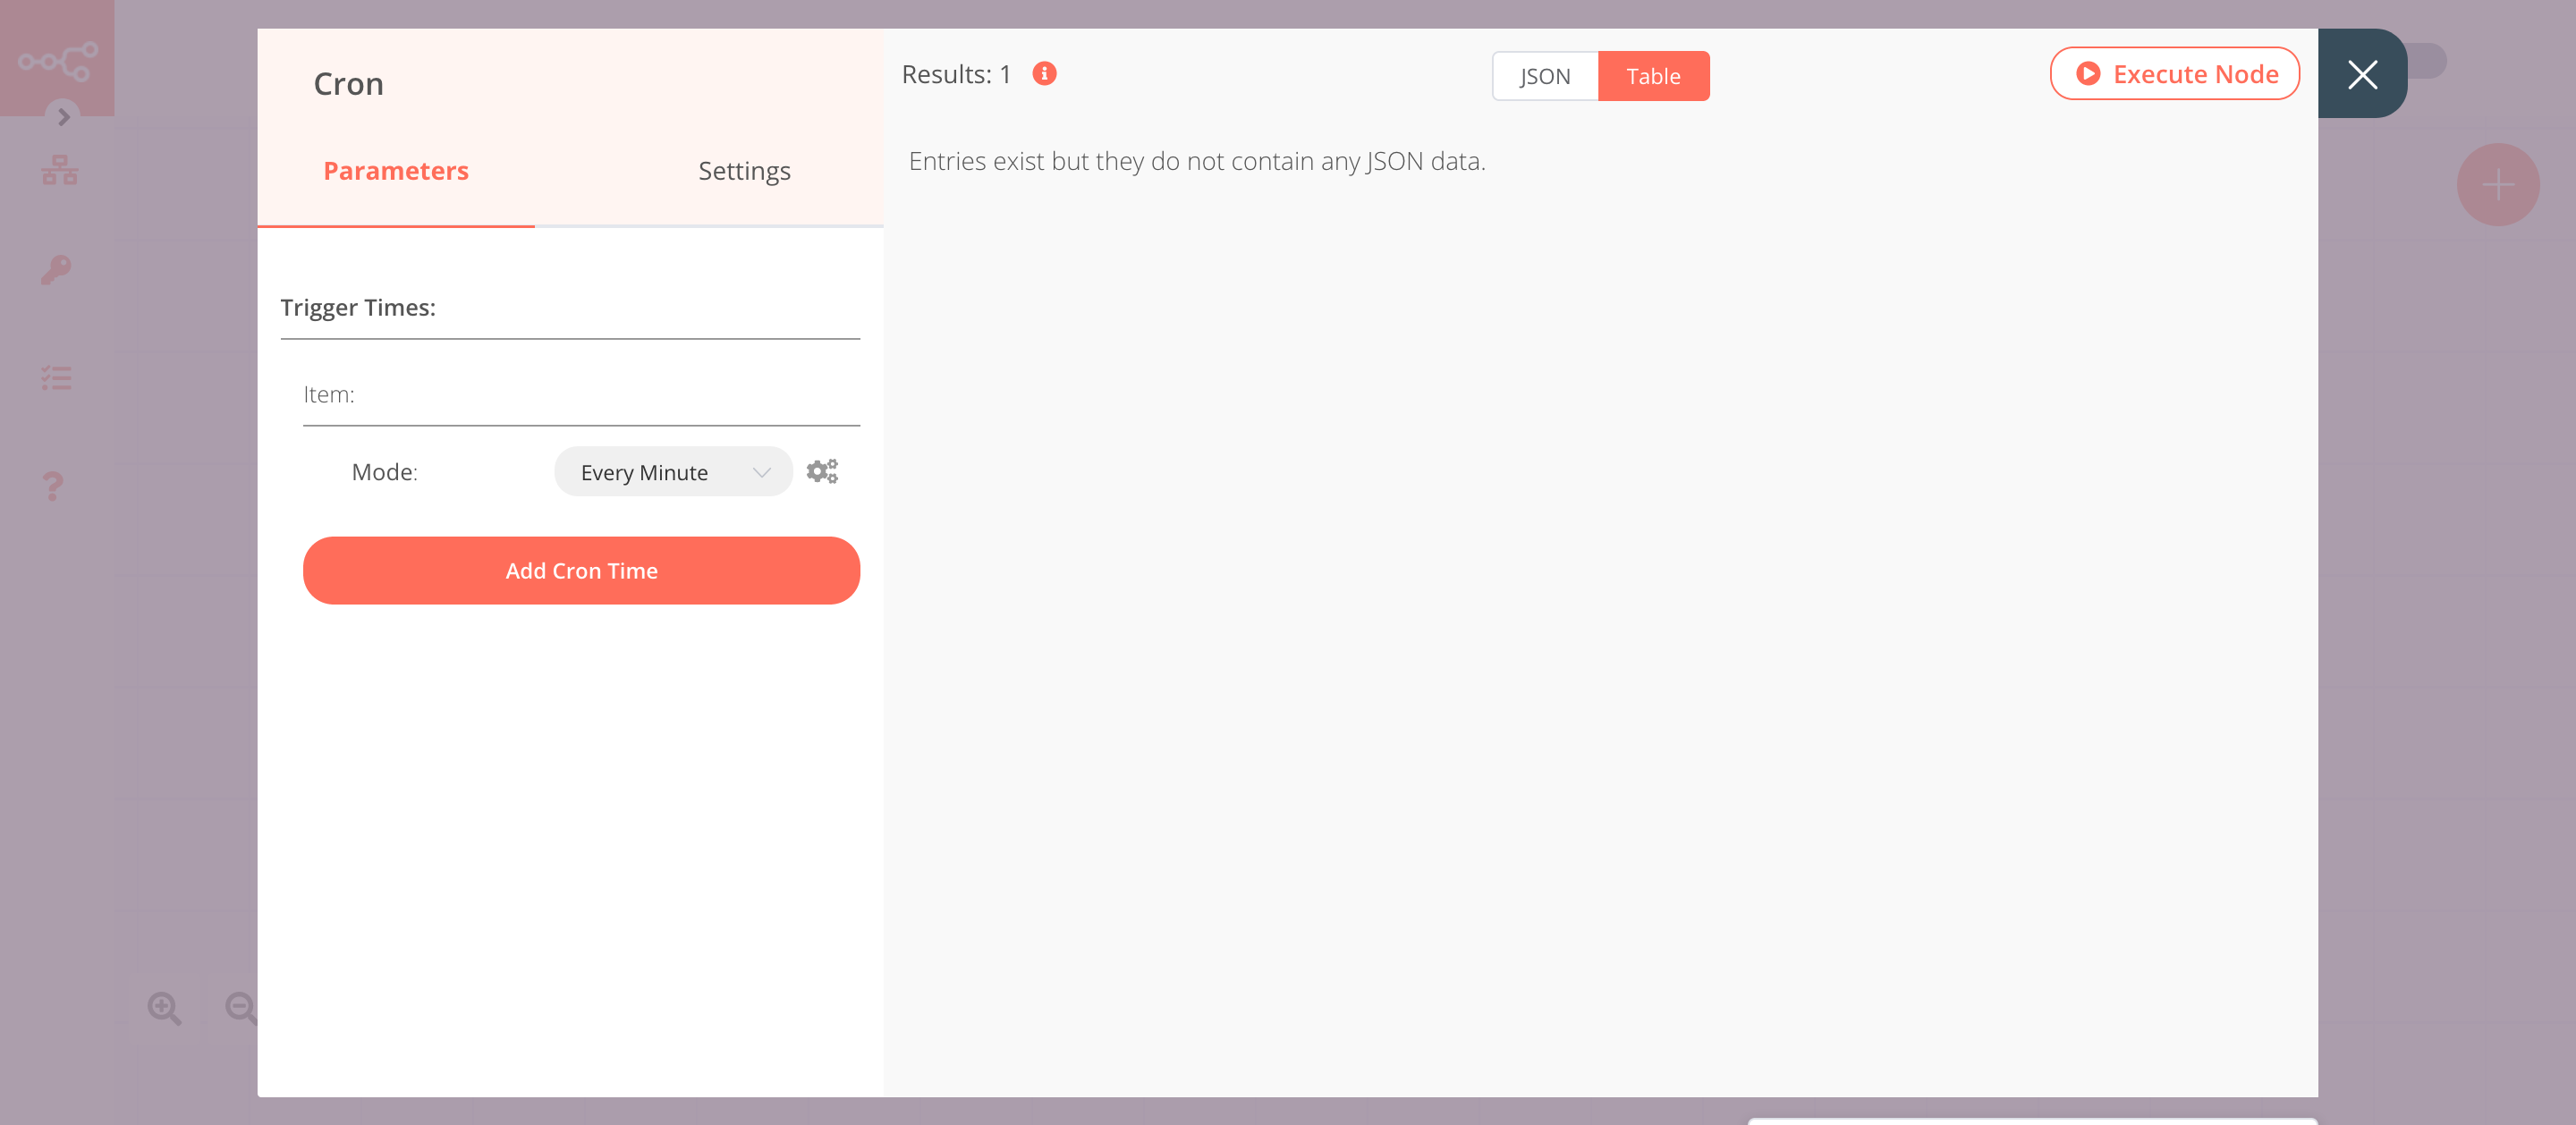 Cron
Parameters
Settings
Trigger Times:
Item:
Mode:
Every Minute
Add Cron Time
Results: 1
JSON
Table
Execute Node
Entries exist but they do not contain any JSON data.